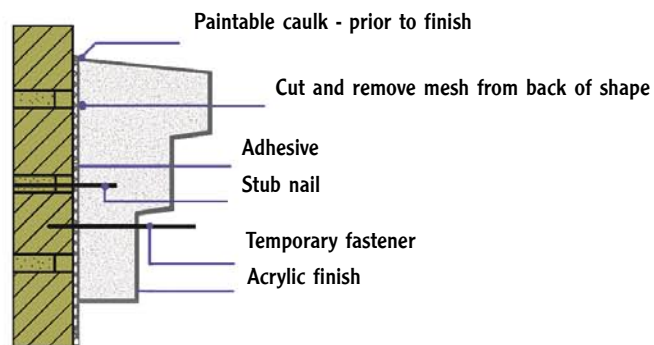 Paintable caulk - prior to finish
Cut and remove mesh from back of shape
Adhesive
Stub nail
Temporary fastener
Acrylic finish